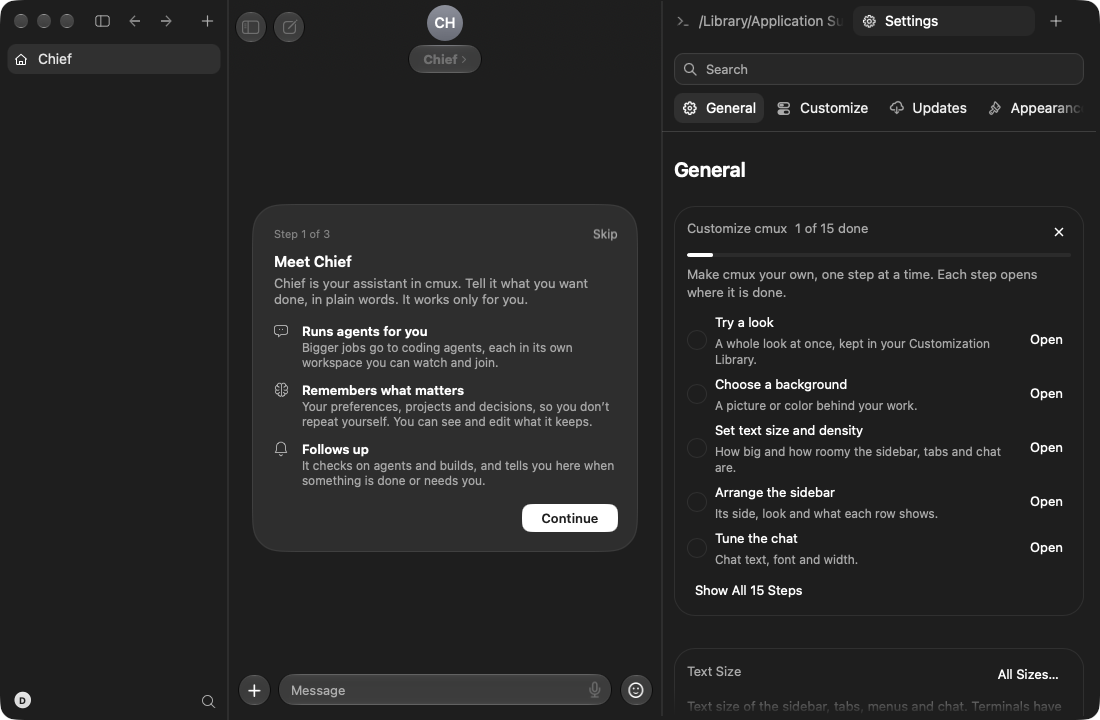 Chief
D
CH
Chief
Step 1 of 3
Skip
Meet Chief
Chief is your assistant in cmux. Tell it what you want
done, in plain words. It works only for you.
Runs agents for you
Bigger jobs go to coding agents, each in its own
workspace you can watch and join.
Remembers what matters
Your preferences, projects and decisions, so you don't
repeat yourself. You can see and edit what it keeps.
Follows up
It checks on agents and builds, and tells you here when
something is done or needs you.
Continue
Message
/Library/Application Su
Settings
Search
General
Customize
Updates
Appearanc
General
Customize cmux 1 of 15 done
Make cmux your own, one step at a time. Each step opens
where it is done.
Try a look
A whole look at once, kept in your Customization
Library.
Open
Choose a background
A picture or color behind your work.
Open
Set text size and density
How big and how roomy the sidebar, tabs and chat
are.
Open
Arrange the sidebar
Its side, look and what each row shows.
Open
Tune the chat
Chat text, font and width.
Open
Show All 15 Steps
Text Size
All Sizes...
Text size of the sidebar, tabs, menus and chat. Terminals have